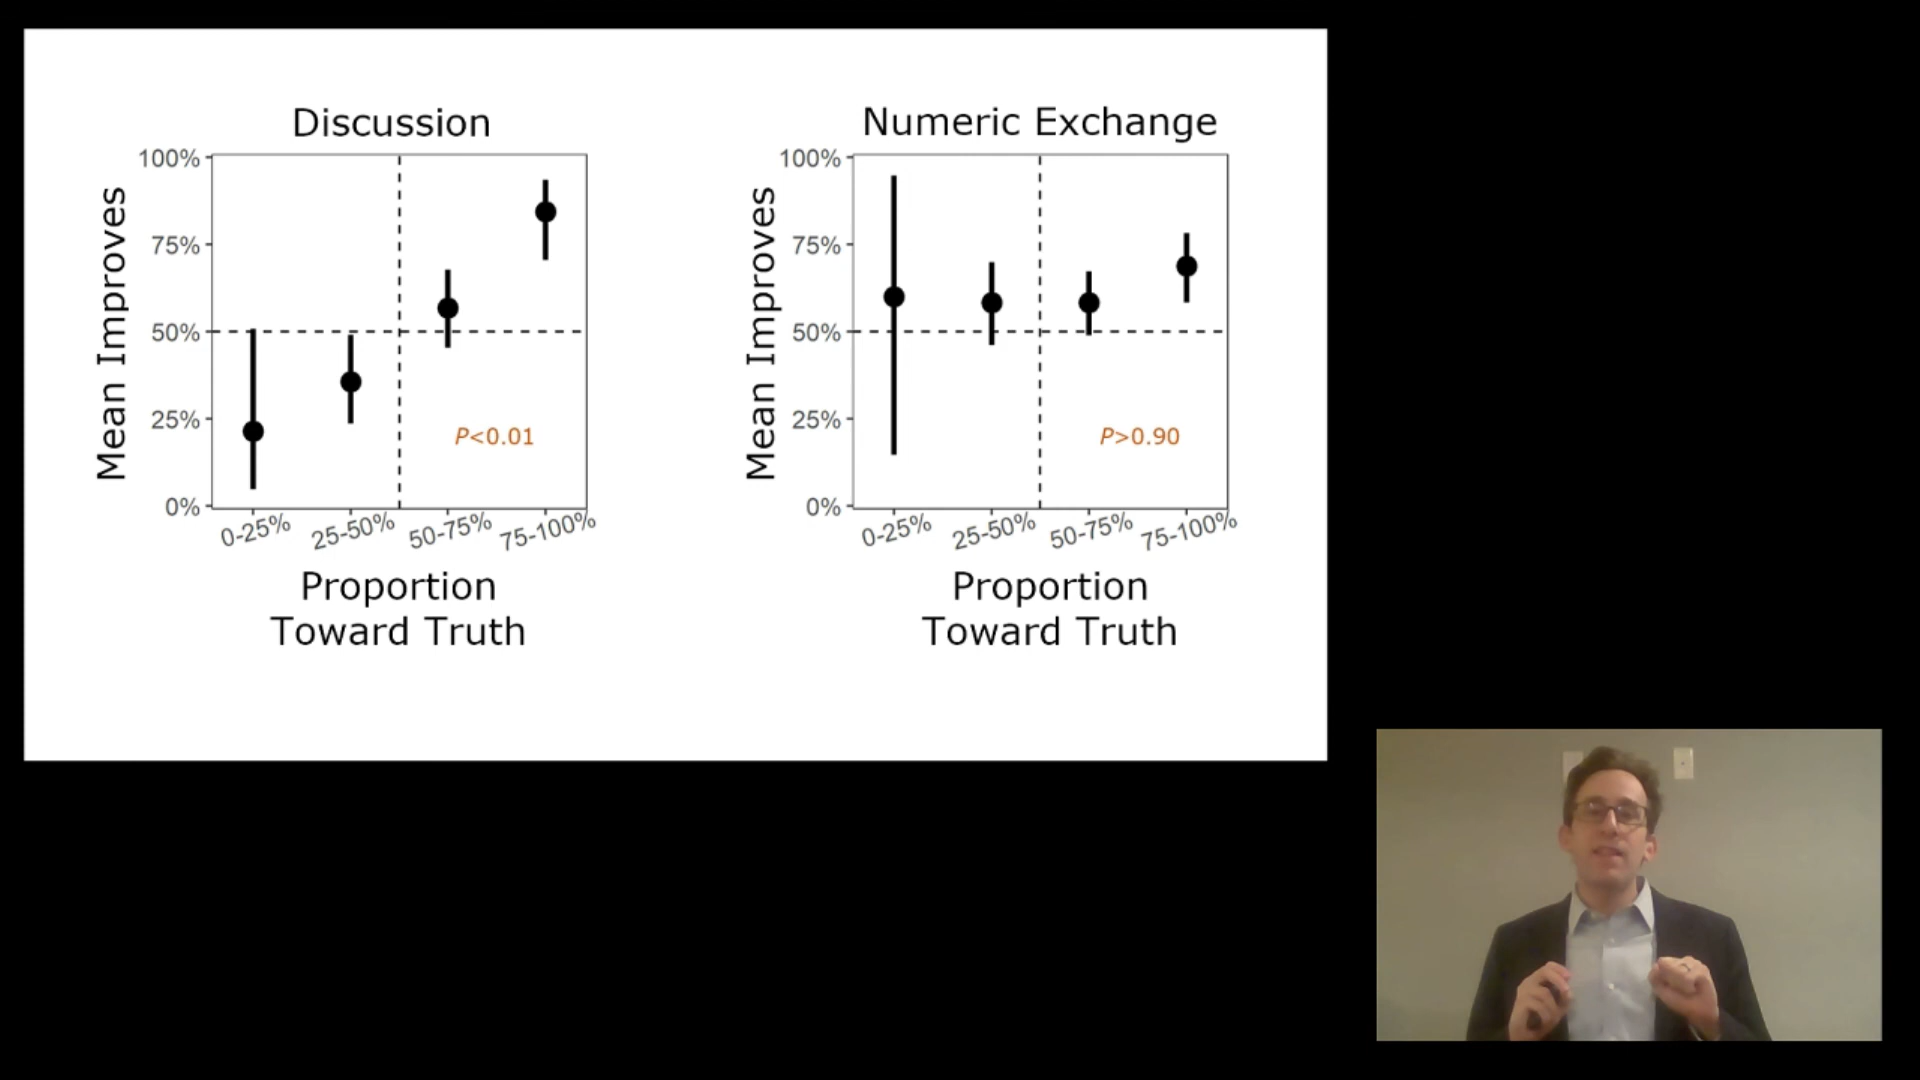 Discussion
100%
75%
50%
25%
0%
Mean Improves
P<0.01
0-25%
25-50%
50-75%
75-100%
Proportion
Toward Truth
Numeric Exchange
100%
75%
50%
25%
0%
Mean Improves
P>0.90
0-25%
25-50%
50-75%
75-100%
Proportion
Toward Truth